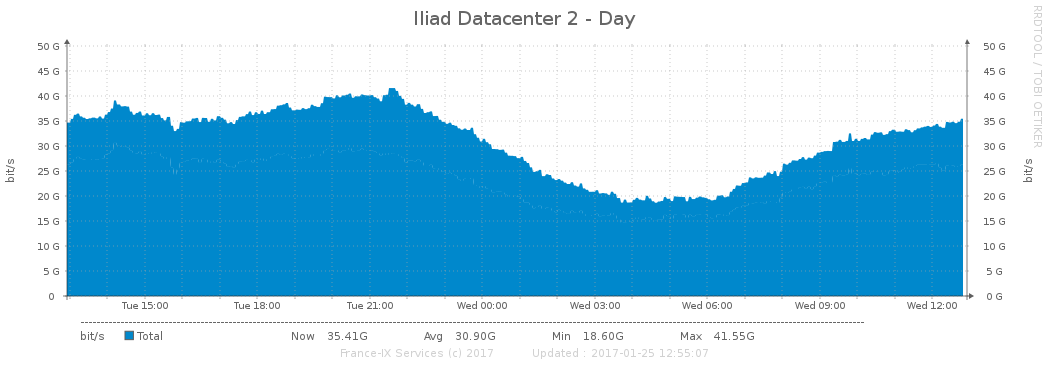 Iliad Datacenter 2 - Day
RRDTOOL / TOBI OETIKER
50 G 50 G
45 G 45 G
40 G 40 G
35 G 35 G
30 G 30 G
25 G 25 G
20 G 20 G
15 G 15 G
10 G 10 G
5 G 5 G
0 0 G
bit/s bit/s
Tue 15:00 Tue 18:00 Tue 21:00 Wed 00:00 Wed 03:00 Wed 06:00 Wed 09:00 Wed 12:00
bit/s Total Now 35.41G Avg 30.90G Min 18.60G Max 41.55G
France-IX Services (c) 2017 Updated : 2017-01-25 12:55:07